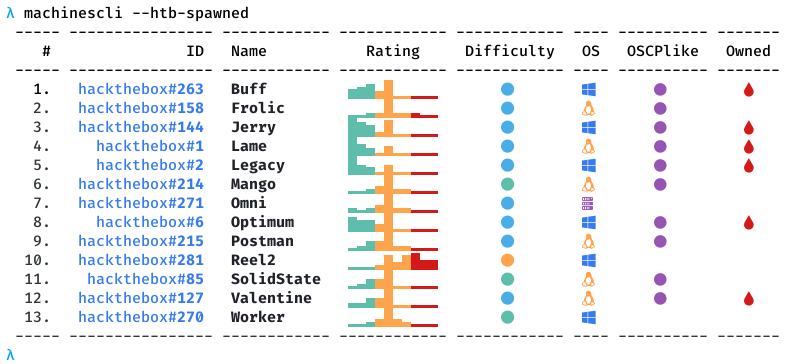 λ machinescli --htb-spawned
----- --------------- ---------- ----------- ------------ ---- ---------- -------
# ID Name Rating Difficulty OS OSCPlike Owned
----- --------------- ---------- ----------- ------------ ---- ---------- -------
1. hackthebox#263 Buff
2. hackthebox#158 Frolic
3. hackthebox#144 Jerry
4. hackthebox#1 Lame
5. hackthebox#2 Legacy
6. hackthebox#214 Mango
7. hackthebox#271 Omni
8. hackthebox#6 Optimum
9. hackthebox#215 Postman
10. hackthebox#281 Reel2
11. hackthebox#85 SolidState
12. hackthebox#127 Valentine
13. hackthebox#270 Worker
----- --------------- ---------- ----------- ------------ ---- ---------- -------
λ